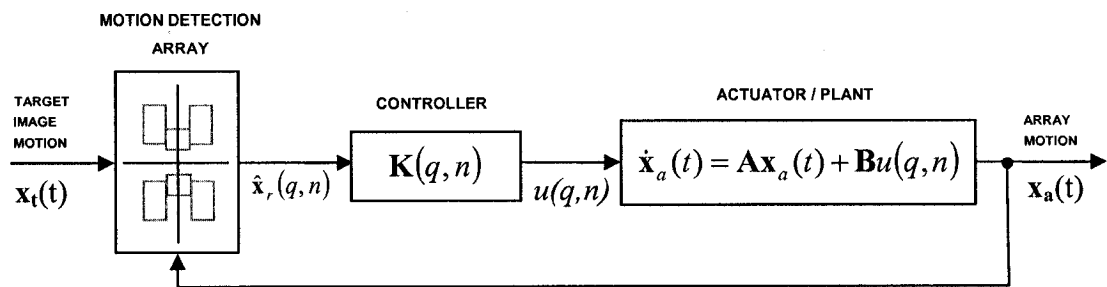 MOTION DETECTION
ARRAY
TARGET
IMAGE
MOTION
x_t(t)
x̂_r(q,n)
CONTROLLER
K(q,n)
u(q,n)
ACTUATOR / PLANT
ẋ_a(t) = Ax_a(t) + Bu(q,n)
ARRAY
MOTION
x_a(t)